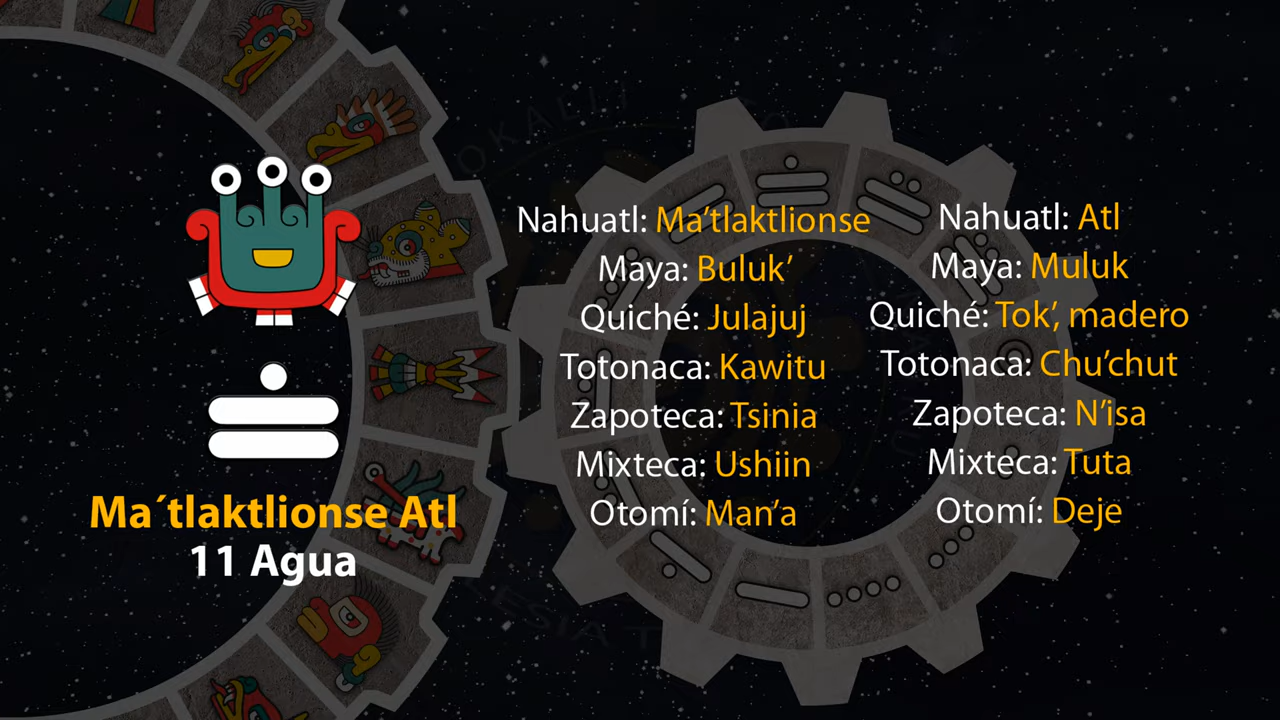 Nahuatl: Ma’tlaktlionse
Maya: Buluk’
Quiché: Julajuj
Totonaca: Kawitu
Zapoteca: Tsinia
Mixteca: Ushiin
Otomí: Man’a
Nahuatl: Atl
Maya: Muluk
Quiché: Tok’, madero
Totonaca: Chu’chut
Zapoteca: N’isa
Mixteca: Tuta
Otomí: Deje
Ma´tlaktlionse Atl
11 Agua